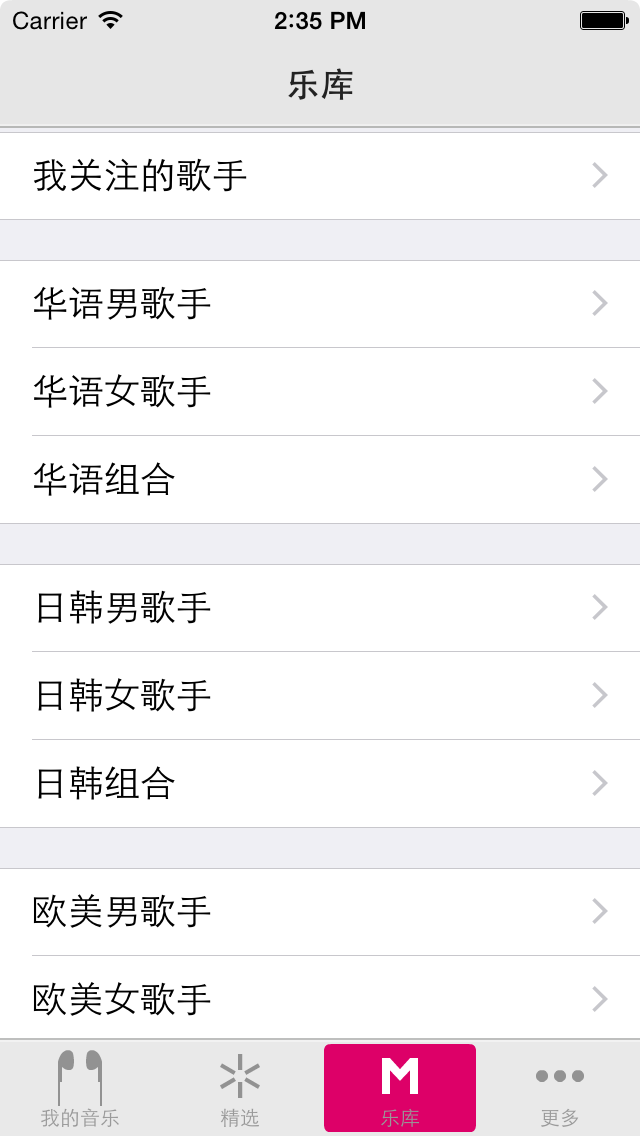 Carrier 2:35 PM
乐库
我关注的歌手
华语男歌手
华语女歌手
华语组合
日韩男歌手
日韩女歌手
日韩组合
欧美男歌手
欧美女歌手
我的音乐 精选 乐库 更多